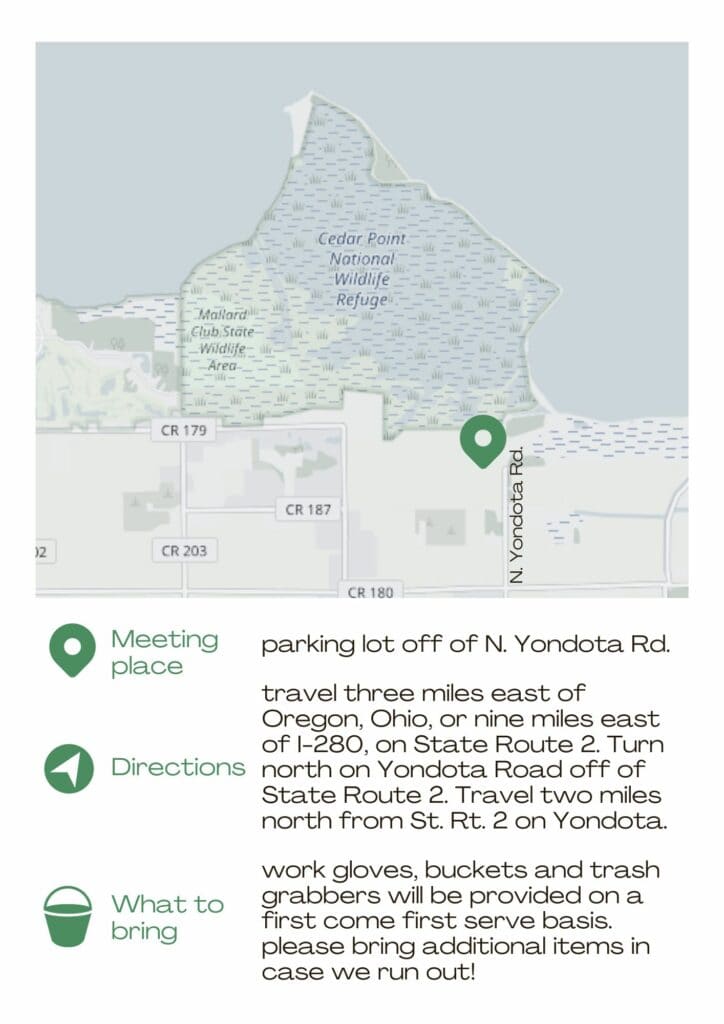 Cedar Point
National
Wildlife
Refuge
Mallard
Club State
Wildlife
Area
CR 179
N. Yondota Rd.
CR 187
02
CR 203
CR 180
Meeting
place
parking lot off of N. Yondota Rd.
Directions
travel three miles east of
Oregon, Ohio, or nine miles east
of I-280, on State Route 2. Turn
north on Yondota Road off of
State Route 2. Travel two miles
north from St. Rt. 2 on Yondota.
What to
bring
work gloves, buckets and trash
grabbers will be provided on a
first come first serve basis.
please bring additional items in
case we run out!